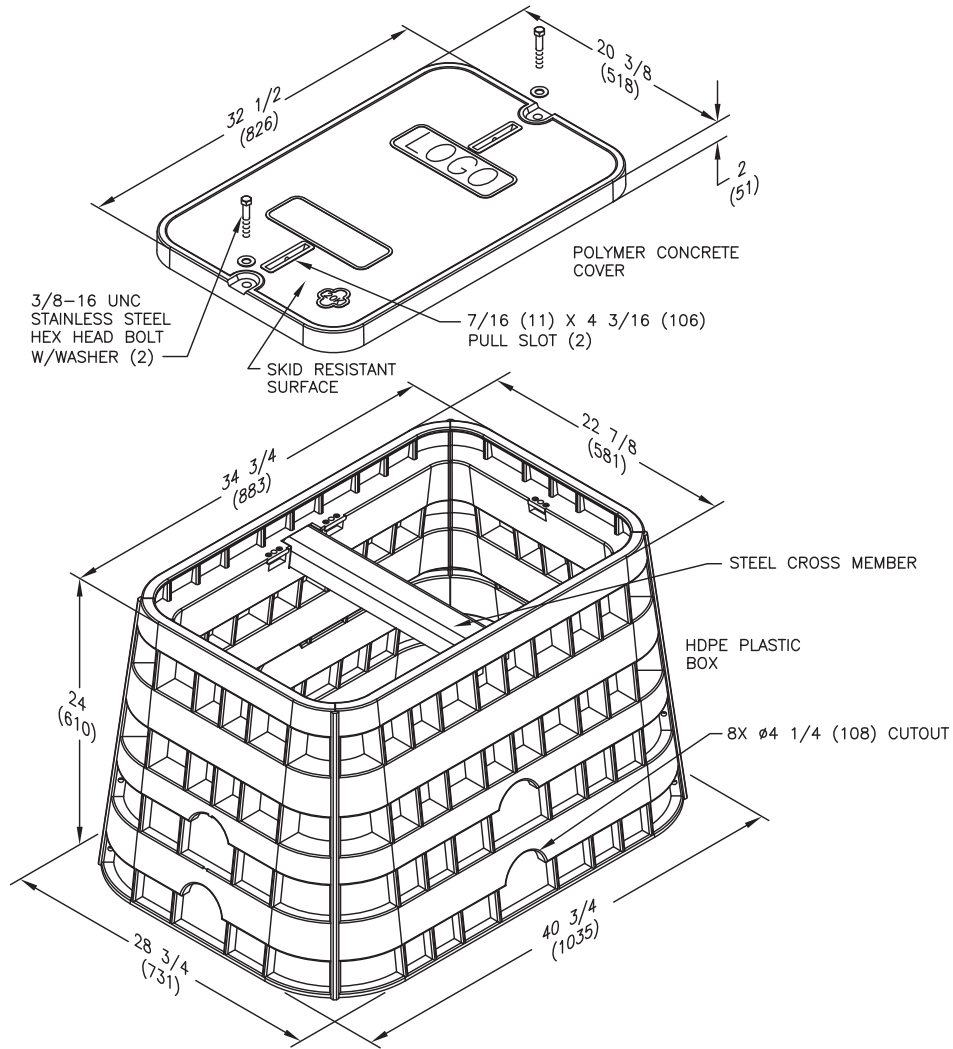 20 3/8
(518)
32 1/2
(826)
2
(51)
LOGO
POLYMER CONCRETE
COVER
3/8-16 UNC
STAINLESS STEEL
HEX HEAD BOLT
W/WASHER (2)
7/16 (11) X 4 3/16 (106)
PULL SLOT (2)
SKID RESISTANT
SURFACE
22 7/8
(581)
34 3/4
(883)
STEEL CROSS MEMBER
HDPE PLASTIC
BOX
24
(610)
8X ø4 1/4 (108) CUTOUT
40 3/4
(1035)
28 3/4
(731)